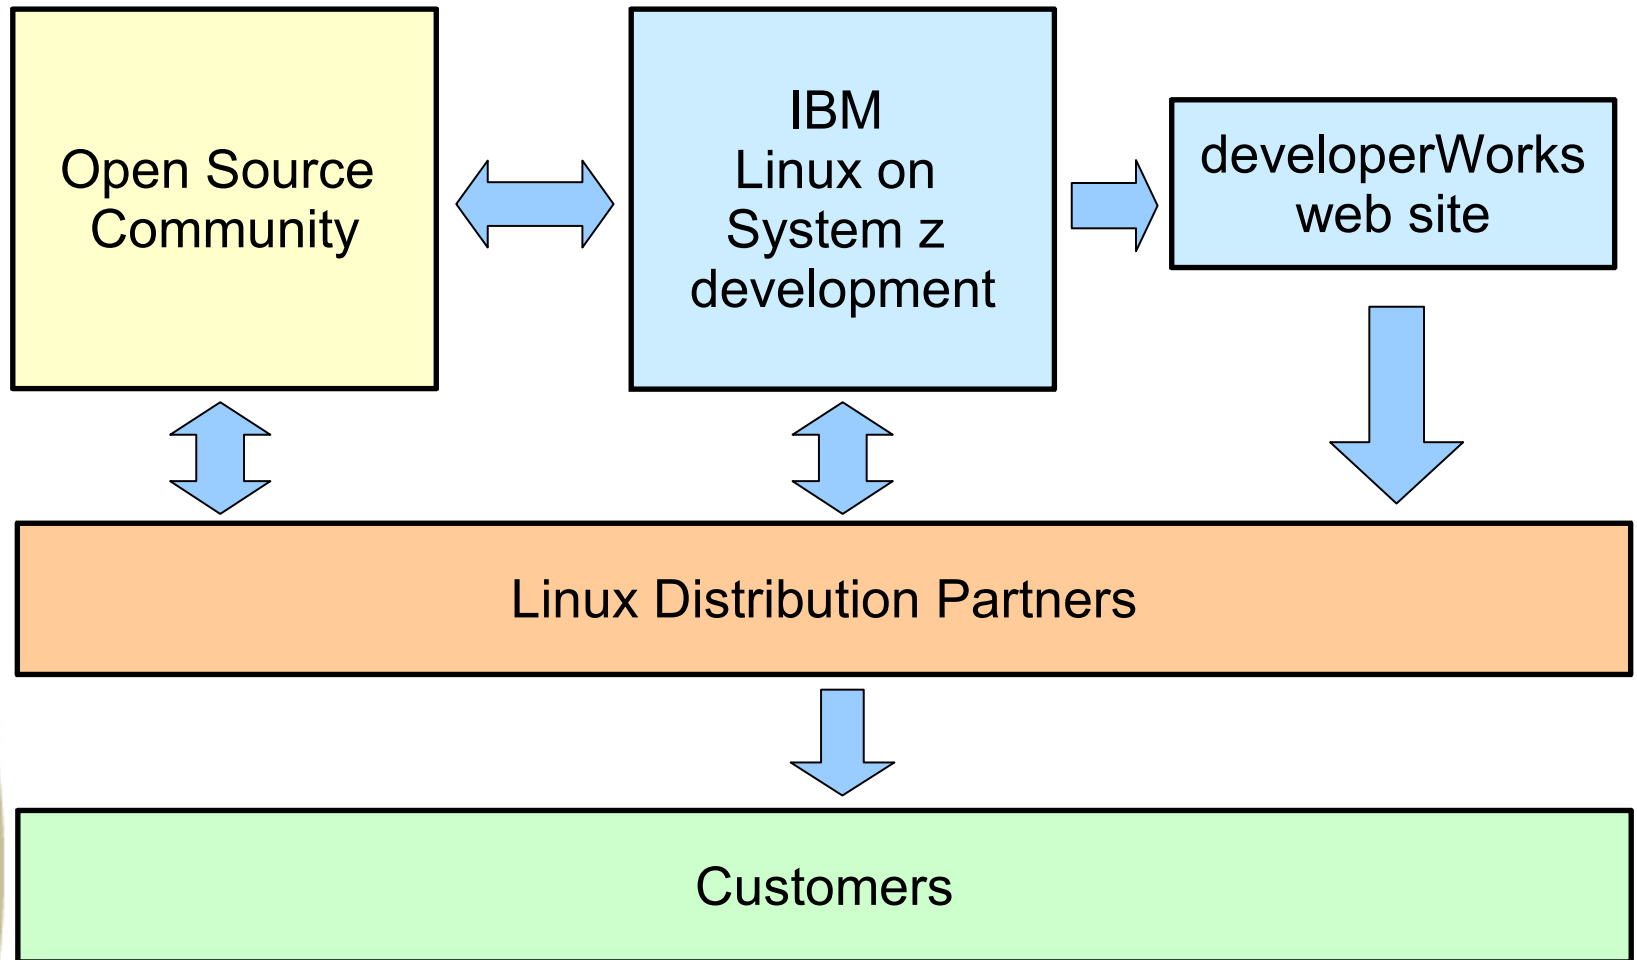 Open Source
Community
IBM
Linux on
System z
development
developerWorks
web site
Linux Distribution Partners
Customers